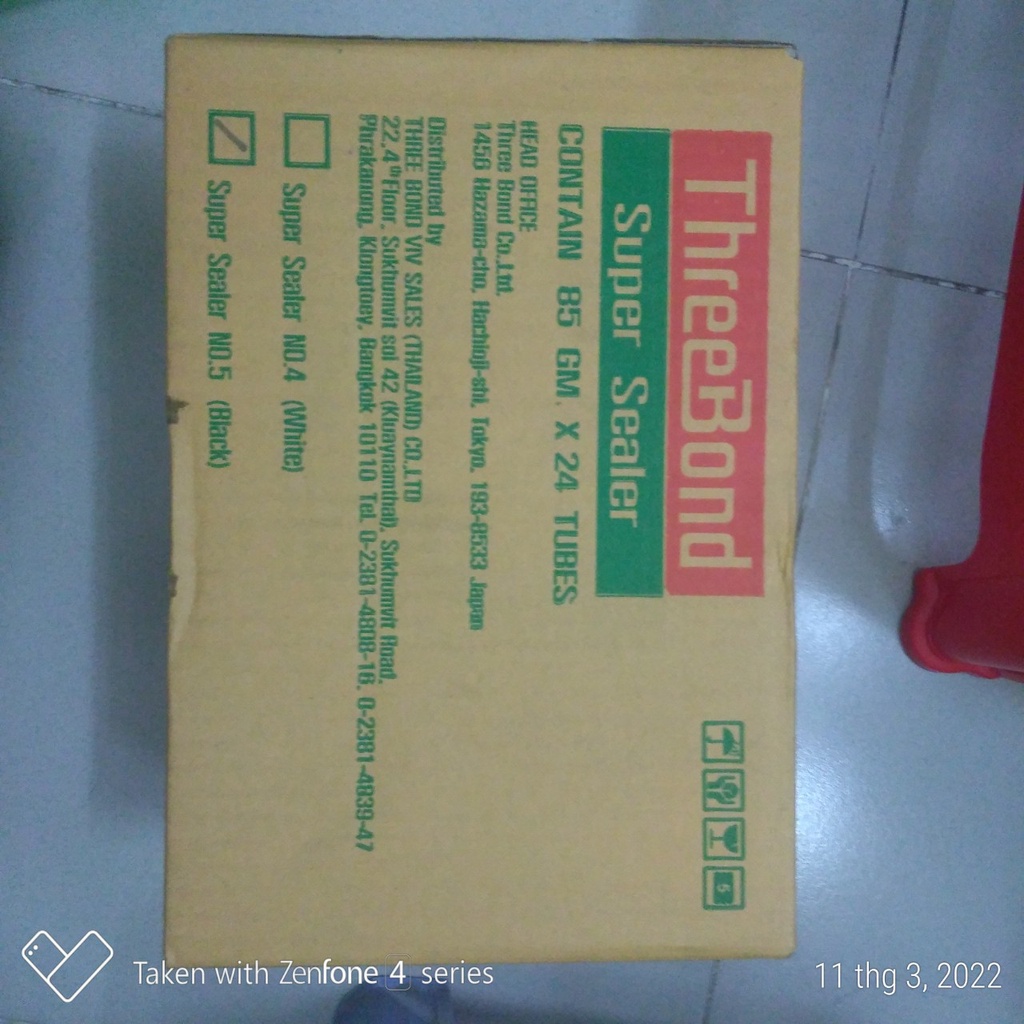 ThreeBond
Super Sealer
CONTAIN 85 GM. X 24 TUBES
HEAD OFFICE
Three Bond Co.,Ltd.
1456 Hazama-cho, Hachioji-shi, Tokyo, 193-8533 Japan
Distributed by
THREE BOND VIV SALES (THAILAND) CO.,LTD
22,4th Floor, Sukhumvit soi 42 (Kluaynamthai), Sukhumvit Road,
Phrakanong, Klongtoey, Bangkok 10110 Tel. 0-2381-4808-16, 0-2381-4839-47
Super Sealer NO.4 (White)
Super Sealer NO.5 (Black)
5
Taken with Zenfone 4 series
11 thg 3, 2022